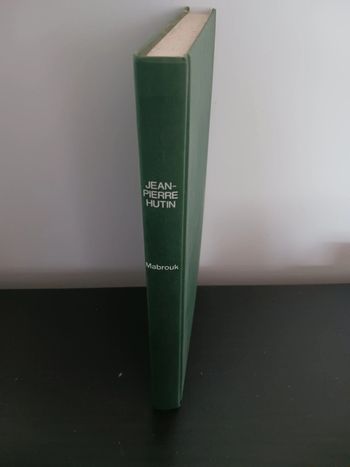 JEAN-
PIERRE
HUTIN
Mabrouk